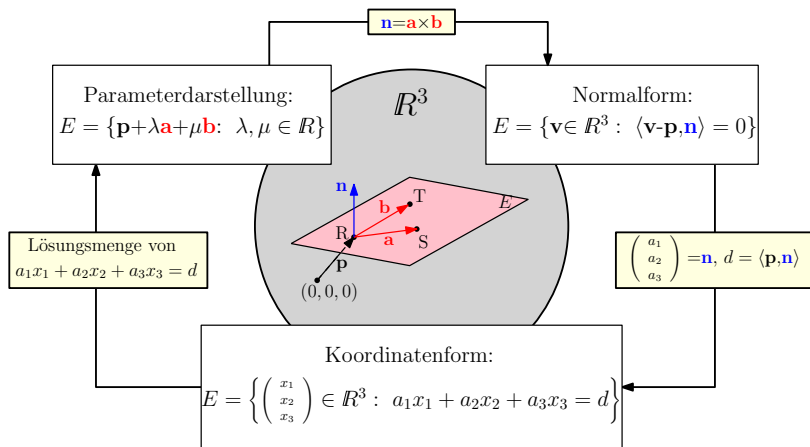 n=a×b
Parameterdarstellung:
E = {p+λa+μb: λ, μ ∈ ℝ}
Normalform:
E = {v∈ ℝ³ : ⟨v-p,n⟩ = 0}
ℝ³
n
T
b
E
R
a
S
p
(0, 0, 0)
Lösungsmenge von
a₁x₁ + a₂x₂ + a₃x₃ = d
(a₁ a₂ a₃) =n, d = ⟨p,n⟩
Koordinatenform:
E = {(x₁ x₂ x₃) ∈ ℝ³ : a₁x₁ + a₂x₂ + a₃x₃ = d}